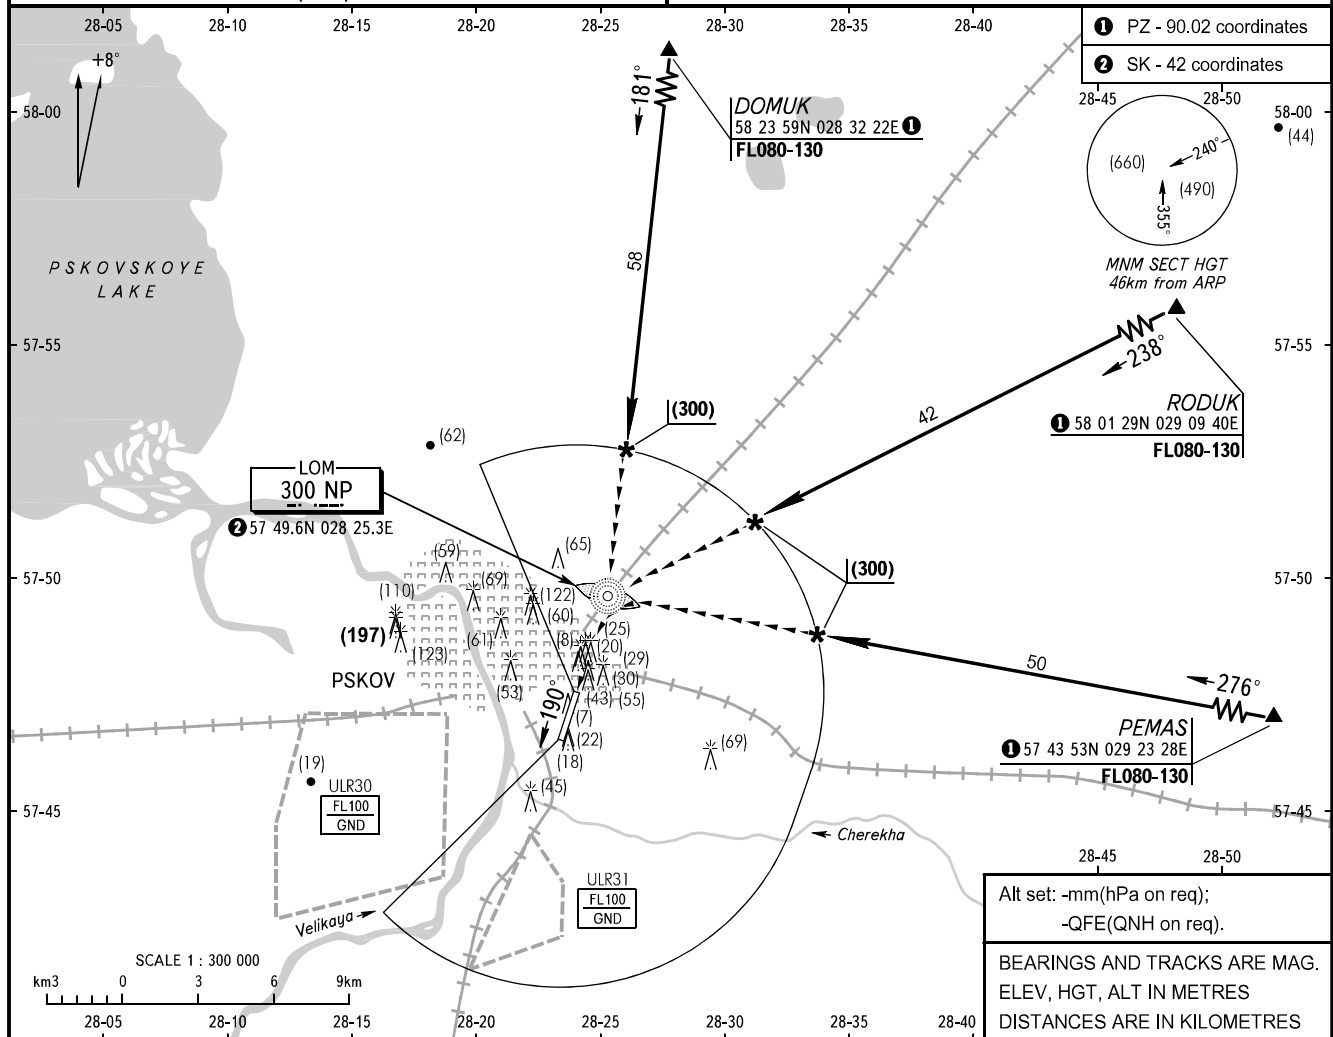 28-05 28-10 28-15 28-20 28-25 28-30 28-35 28-40
❶ PZ - 90.02 coordinates
❷ SK - 42 coordinates
+8°
28-45 28-50
58-00
58-00
(44)
181°
DOMUK
58 23 59N 028 32 22E ❶
FL080-130
(660)
240°
(490)
355°
MNM SECT HGT
46km from ARP
PSKOVSKOYE
LAKE
58
57-55
57-55
238°
RODUK
❶ 58 01 29N 029 09 40E
FL080-130
42
(300)
(62)
LOM
300 NP
❷ 57 49.6N 028 25.3E
(300)
57-50
57-50
(59)
(65)
(69)
(110)
(122)
(60)
(197)
(61)
(8)
(25)
(20)
(123)
(29)
(30)
(53)
(43)
(55)
PSKOV
190°
(7)
(22)
(18)
(69)
50
276°
PEMAS
❶ 57 43 53N 029 23 28E
FL080-130
(19)
ULR30
FL100
GND
(45)
57-45
57-45
Cherekha
28-45 28-50
ULR31
FL100
GND
Velikaya
Alt set: -mm(hPa on req);
-QFE(QNH on req).
SCALE 1 : 300 000
km3 0 3 6 9km
BEARINGS AND TRACKS ARE MAG.
ELEV, HGT, ALT IN METRES
DISTANCES ARE IN KILOMETRES
28-05 28-10 28-15 28-20 28-25 28-30 28-35 28-40